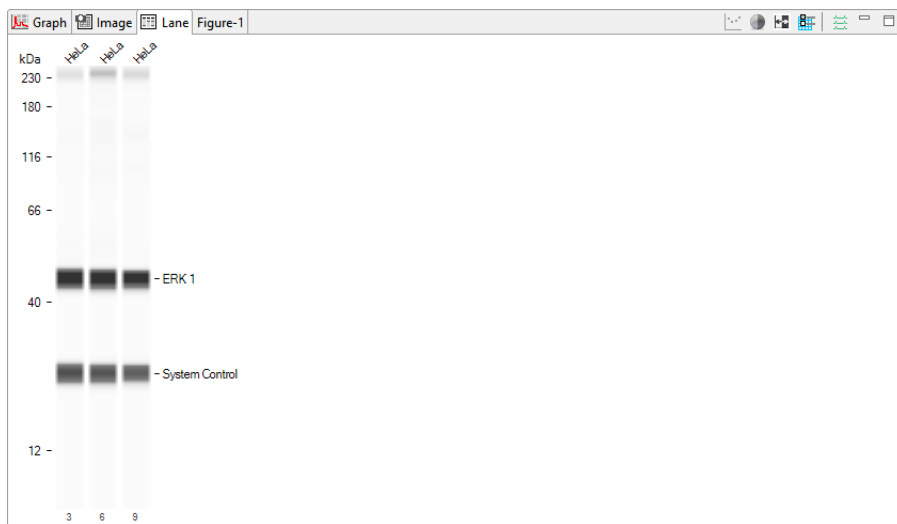 Graph Image Lane Figure-1
kDa HeLa HeLa HeLa
230
180
116
66
ERK 1
40
System Control
12
3 6 9